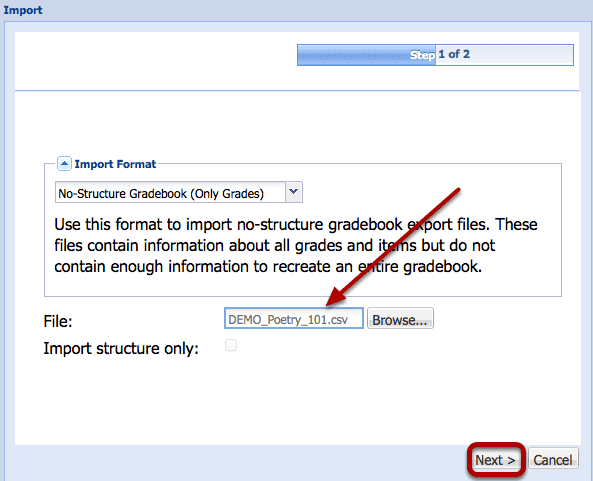 Import
Step 1 of 2
Import Format
No-Structure Gradebook (Only Grades)
Use this format to import no-structure gradebook export files. These
files contain information about all grades and items but do not
contain enough information to recreate an entire gradebook.
File: DEMO_Poetry_101.csv Browse...
Import structure only:
Next > Cancel